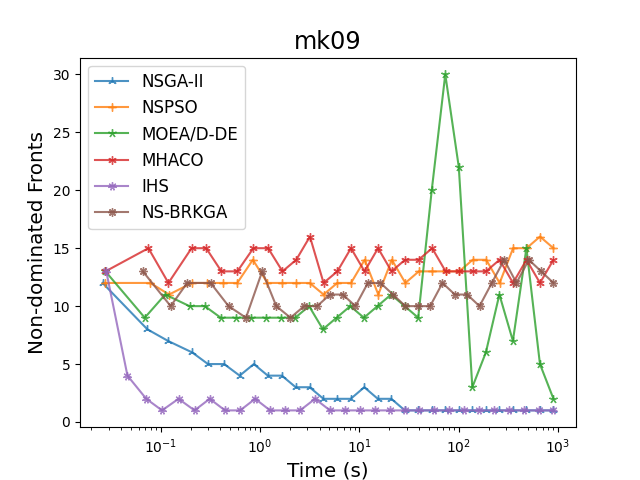 mk09
Non-dominated Fronts
30
25
20
15
10
5
0
NSGA-II
NSPSO
MOEA/D-DE
MHACO
IHS
NS-BRKGA
10⁻¹ 10⁰ 10¹ 10² 10³
Time (s)